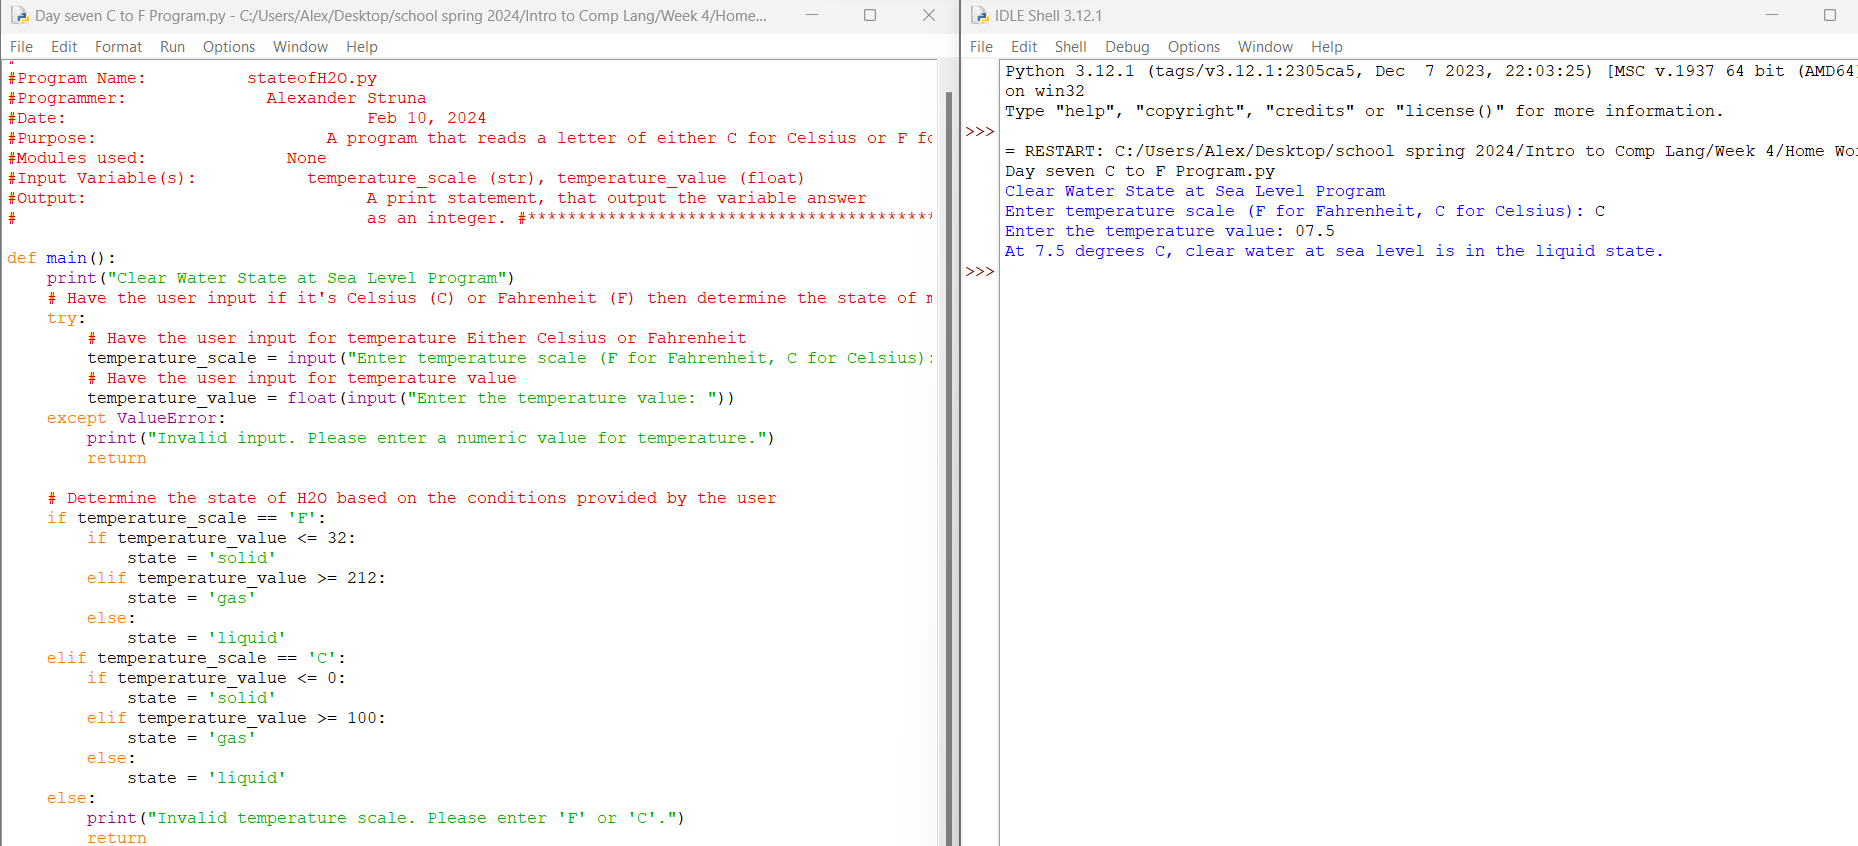 Day seven C to F Program.py - C:/Users/Alex/Desktop/school spring 2024/Intro to Comp Lang/Week 4/Home...
File Edit Format Run Options Window Help
#Program Name: stateofH2O.py
#Programmer: Alexander Struna
#Date: Feb 10, 2024
#Purpose: A program that reads a letter of either C for Celsius or F fo
#Modules used: None
#Input Variable(s): temperature_scale (str), temperature_value (float)
#Output: A print statement, that output the variable answer
# as an integer. #*****************************************
def main():
    print("Clear Water State at Sea Level Program")
    # Have the user input if it's Celsius (C) or Fahrenheit (F) then determine the state of
    try:
        # Have the user input for temperature Either Celsius or Fahrenheit
        temperature_scale = input("Enter temperature scale (F for Fahrenheit, C for Celsius):
        # Have the user input for temperature value
        temperature_value = float(input("Enter the temperature value: "))
    except ValueError:
        print("Invalid input. Please enter a numeric value for temperature.")
        return
    # Determine the state of H2O based on the conditions provided by the user
    if temperature_scale == 'F':
        if temperature_value <= 32:
            state = 'solid'
        elif temperature_value >= 212:
            state = 'gas'
        else:
            state = 'liquid'
    elif temperature_scale == 'C':
        if temperature_value <= 0:
            state = 'solid'
        elif temperature_value >= 100:
            state = 'gas'
        else:
            state = 'liquid'
    else:
        print("Invalid temperature scale. Please enter 'F' or 'C'.")
        return
IDLE Shell 3.12.1
File Edit Shell Debug Options Window Help
Python 3.12.1 (tags/v3.12.1:2305ca5, Dec  7 2023, 22:03:25) [MSC v.1937 64 bit (AMD64)]
on win32
Type "help", "copyright", "credits" or "license()" for more information.
>>>
= RESTART: C:/Users/Alex/Desktop/school spring 2024/Intro to Comp Lang/Week 4/Home Wor
Day seven C to F Program.py
Clear Water State at Sea Level Program
Enter temperature scale (F for Fahrenheit, C for Celsius): C
Enter the temperature value: 07.5
At 7.5 degrees C, clear water at sea level is in the liquid state.
>>>